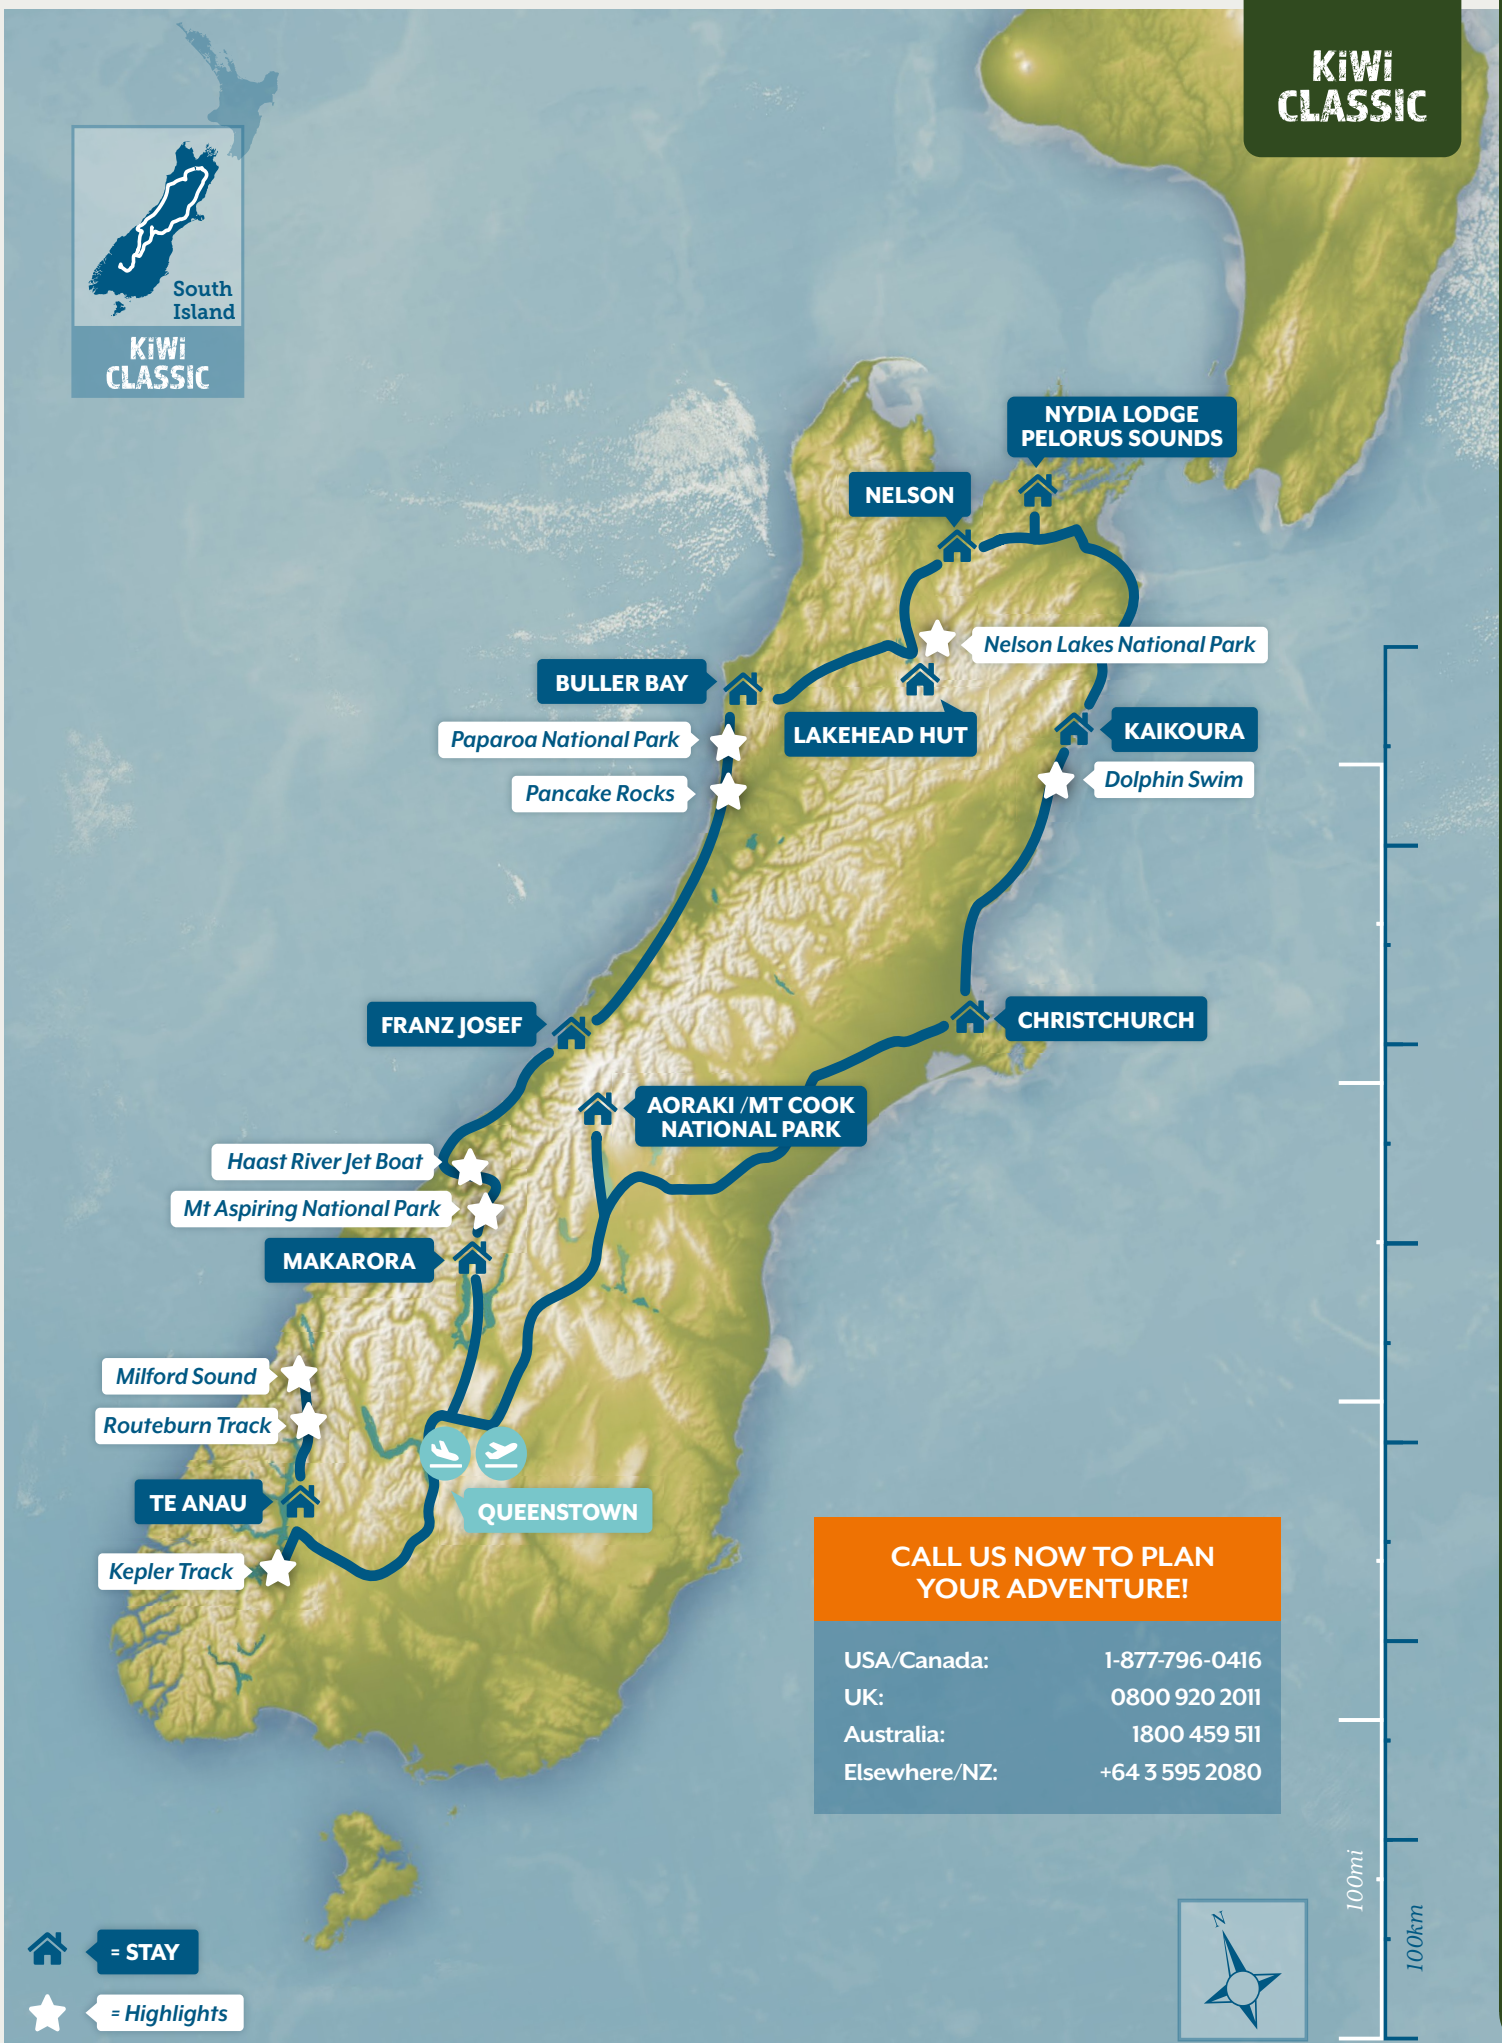 KiWi
CLASSIC
South
Island
KiWi
CLASSIC
NYDIA LODGE
PELORUS SOUNDS
NELSON
Nelson Lakes National Park
BULLER BAY
LAKEHEAD HUT
KAIKOURA
Paparoa National Park
Dolphin Swim
Pancake Rocks
FRANZ JOSEF
CHRISTCHURCH
AORAKI /MT COOK
NATIONAL PARK
Haast River Jet Boat
Mt Aspiring National Park
MAKARORA
Milford Sound
Routeburn Track
TE ANAU
QUEENSTOWN
Kepler Track
CALL US NOW TO PLAN
YOUR ADVENTURE!
USA/Canada: 1-877-796-0416
UK: 0800 920 2011
Australia: 1800 459 511
Elsewhere/NZ: +64 3 595 2080
100mi
100km
N
= STAY
= Highlights